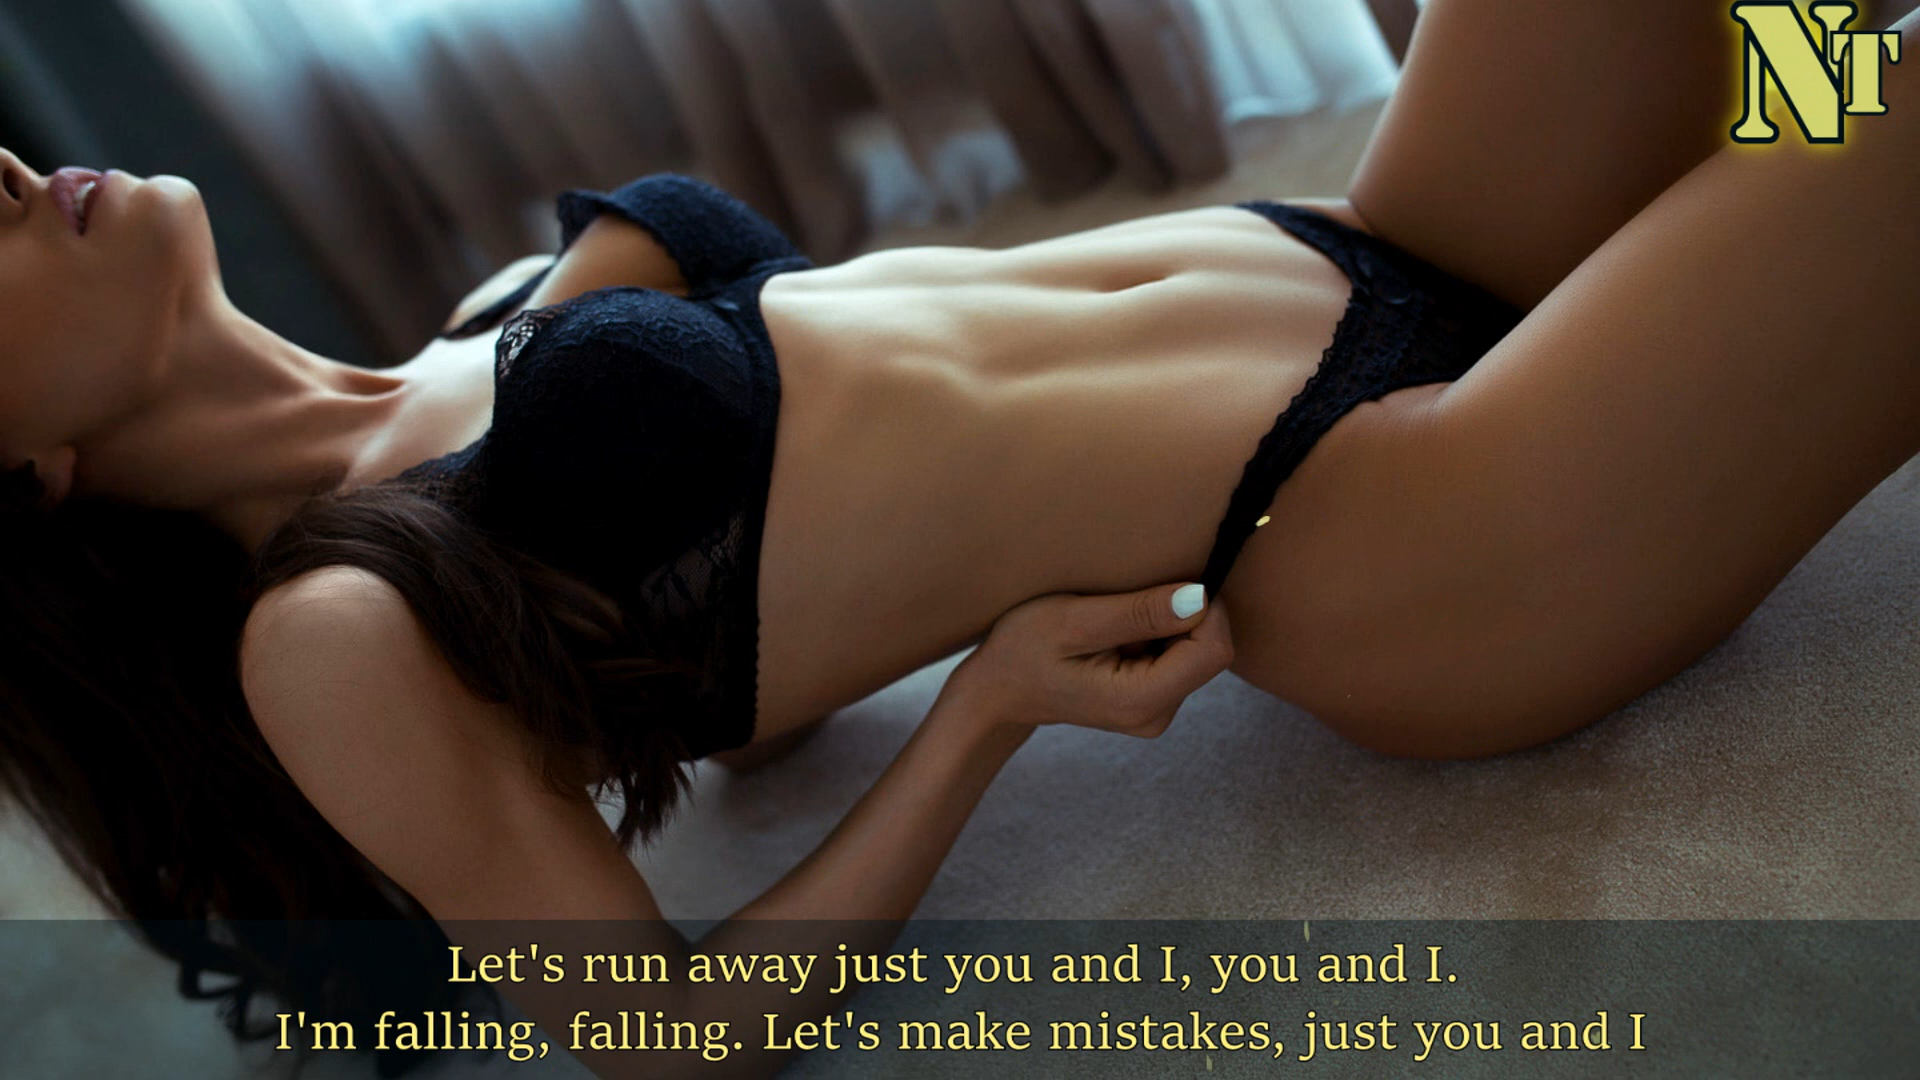 NT
Let's run away just you and I, you and I.
I'm falling, falling. Let's make mistakes, just you and I